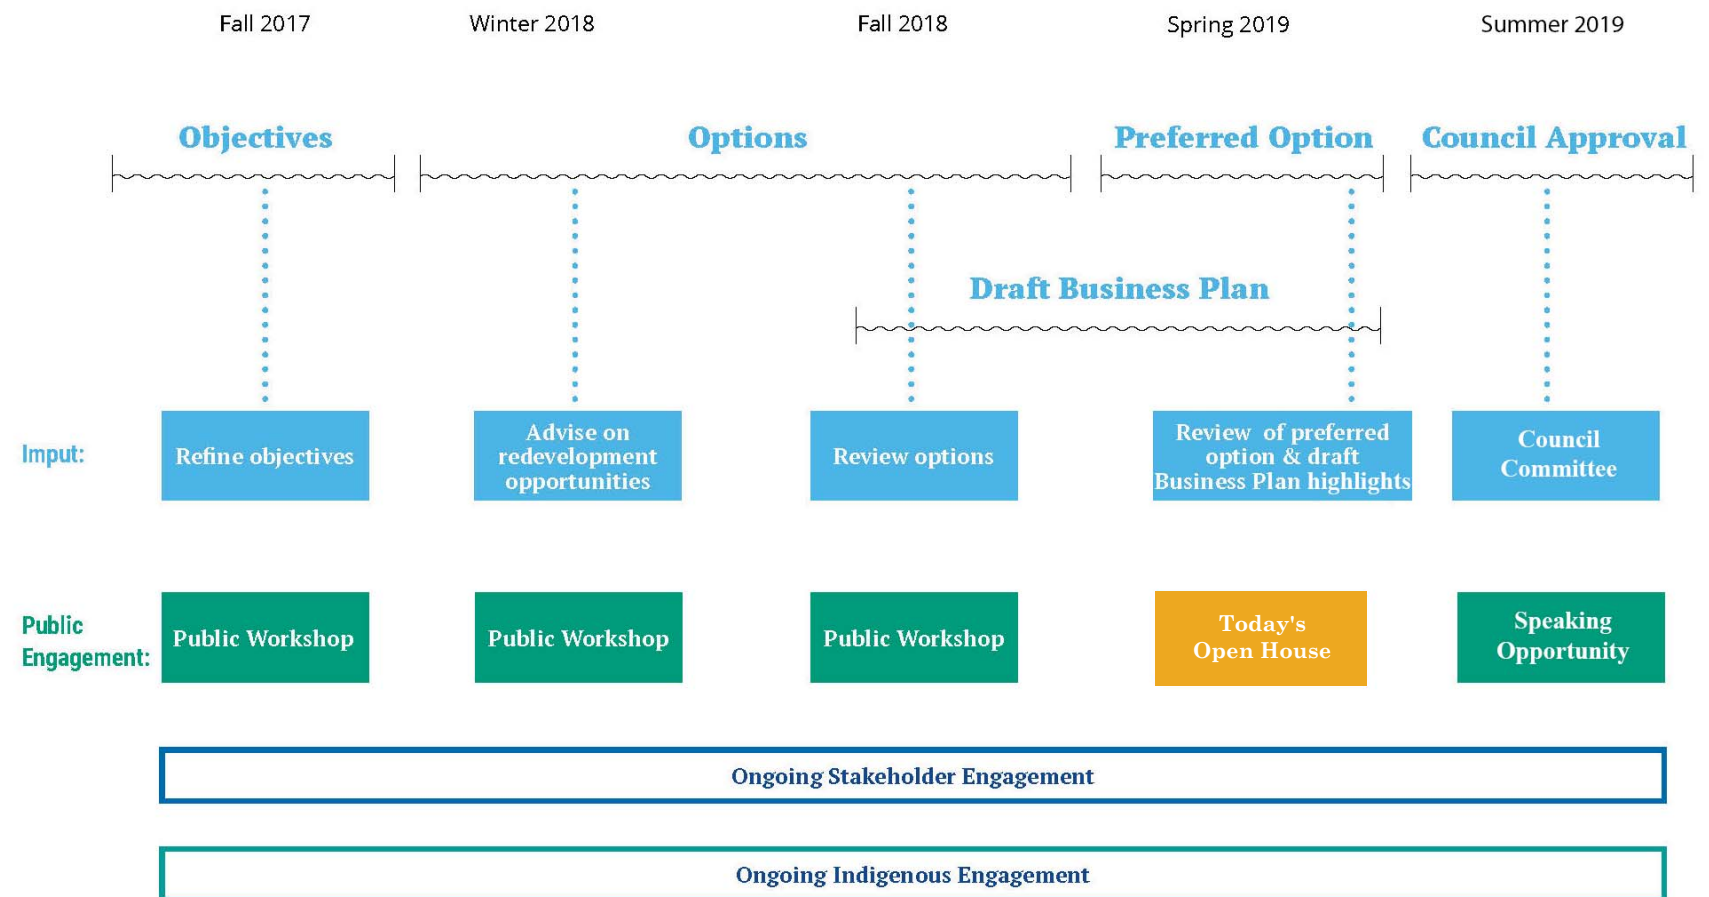 Fall 2017
Winter 2018
Fall 2018
Spring 2019
Summer 2019
Objectives
Options
Preferred Option
Council Approval
Draft Business Plan
Imput:
Refine objectives
Advise on
redevelopment
opportunities
Review options
Review of preferred
option & draft
Business Plan highlights
Council
Committee
Public
Engagement:
Public Workshop
Public Workshop
Public Workshop
Today's
Open House
Speaking
Opportunity
Ongoing Stakeholder Engagement
Ongoing Indigenous Engagement